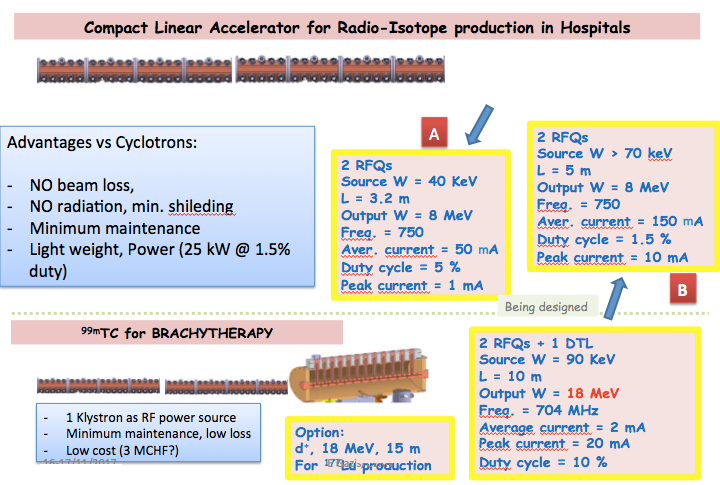 Compact Linear Accelerator for Radio-Isotope production in Hospitals
Advantages vs Cyclotrons:
- NO beam loss,
- NO radiation, min. shileding
- Minimum maintenance
- Light weight, Power (25 kW @ 1.5%
duty)
A
2 RFQs
Source W = 40 KeV
L = 3.2 m
Output W = 8 MeV
Freq. = 750
Aver. current = 50 mA
Duty cycle = 5 %
Peak current = 1 mA
2 RFQs
Source W > 70 keV
L = 5 m
Output W = 8 MeV
Freq. = 750
Aver. current = 150 mA
Duty cycle = 1.5 %
Peak current = 10 mA
B
Being designed
99mTC for BRACHYTHERAPY
- 1 Klystron as RF power source
- Minimum maintenance, low loss
- Low cost (3 MCHF?)
16-17/11/2017
Option:
d+, 18 MeV, 15 m
For 177Lu production
2 RFQs + 1 DTL
Source W = 90 KeV
L = 10 m
Output W = 18 MeV
Freq. = 704 MHz
Average current = 2 mA
Peak current = 20 mA
Duty cycle = 10 %